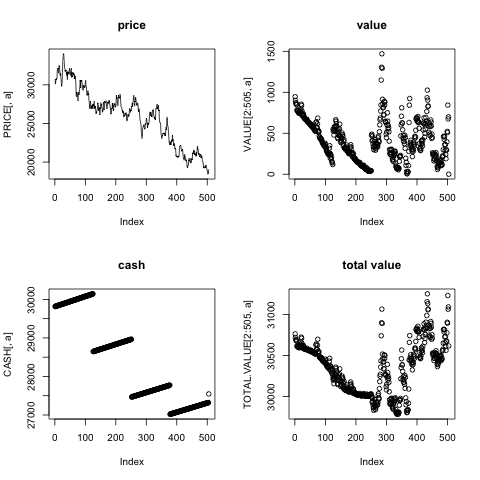 price
PRICE[, a]
20000 25000 30000
0 100 200 300 400 500
Index
value
VALUE[2:505, a]
0 500 1000 1500
0 100 200 300 400 500
Index
cash
CASH[, a]
27000 28000 29000 30000
0 100 200 300 400 500
Index
total value
TOTAL.VALUE[2:505, a]
30000 30500 31000
0 100 200 300 400 500
Index